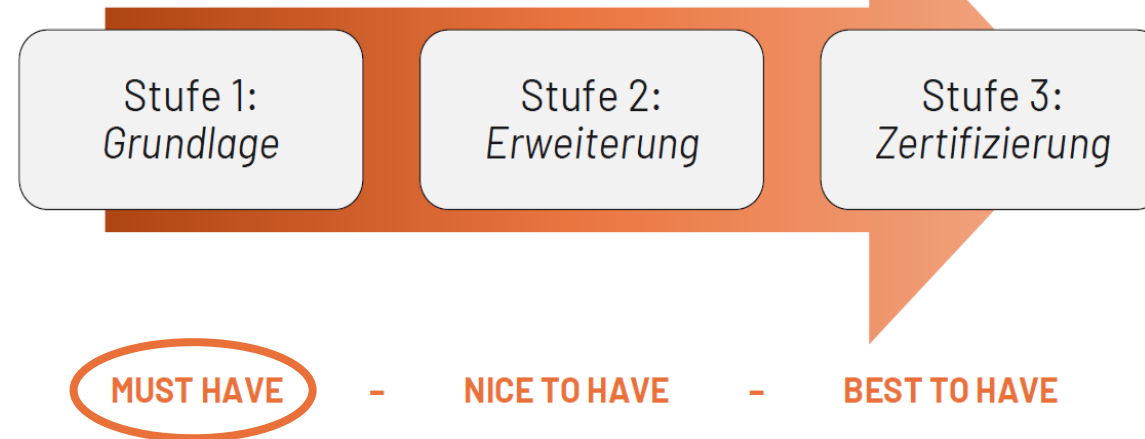 Stufe 1:
Grundlage
Stufe 2:
Erweiterung
Stufe 3:
Zertifizierung
MUST HAVE - NICE TO HAVE - BEST TO HAVE